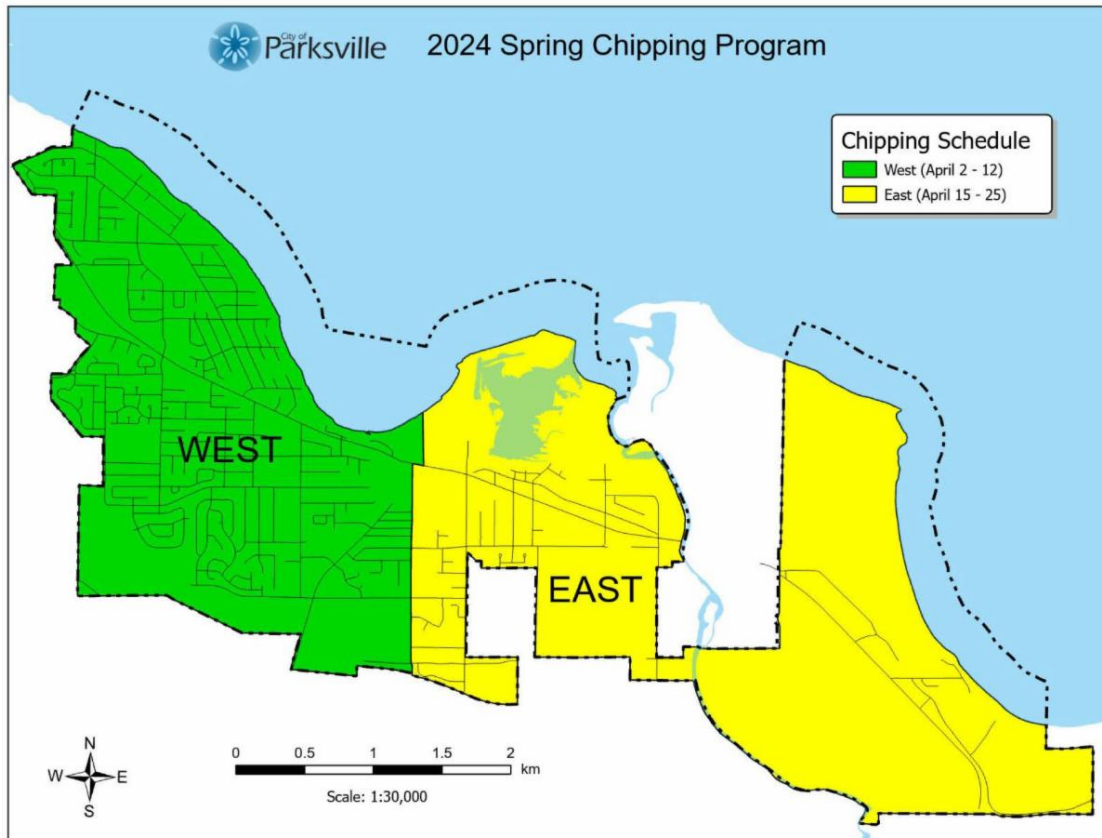 City of
Parksville
2024 Spring Chipping Program
Chipping Schedule
West (April 2 - 12)
East (April 15 - 25)
WEST
EAST
N
W E
S
0 0.5 1 1.5 2
km
Scale: 1:30,000